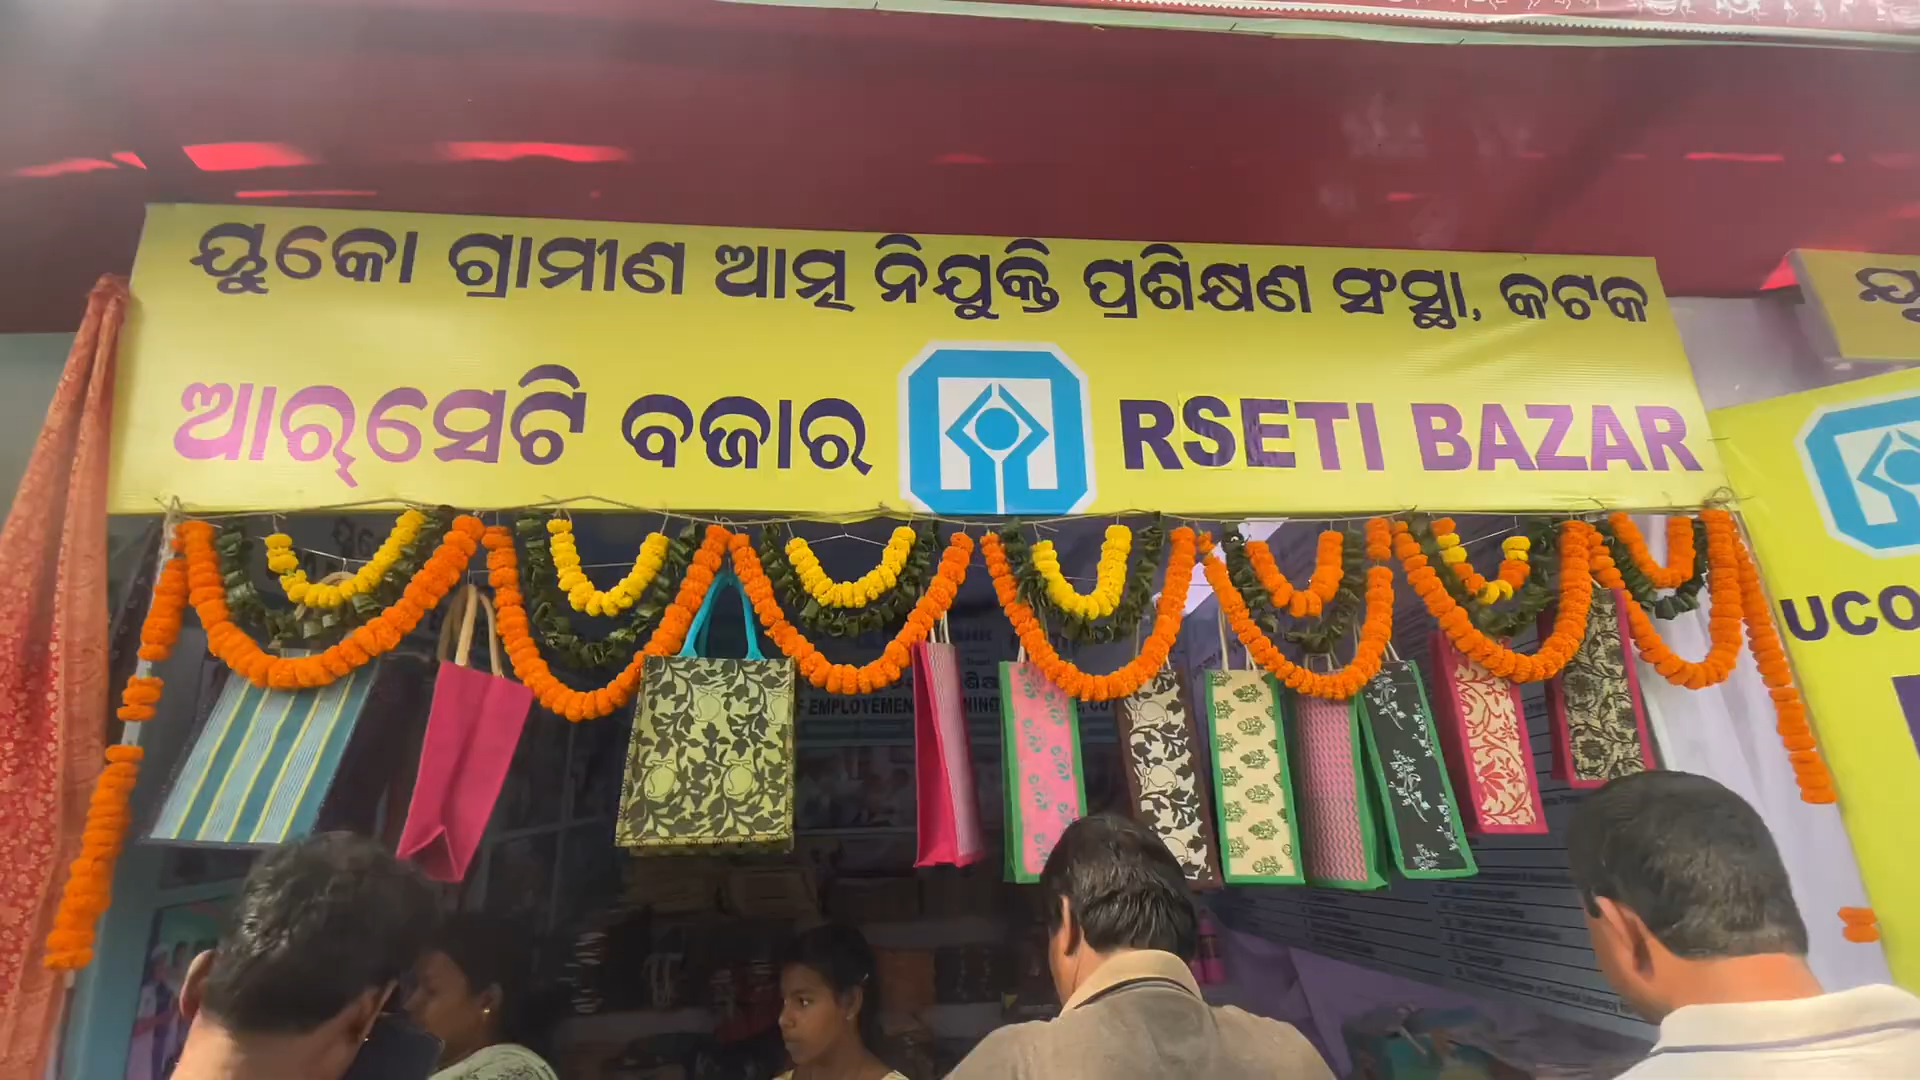 ୟୁକୋ ଗ୍ରାମୀଣ ଆତ୍ମ ନିଯୁକ୍ତି ପ୍ରଶିକ୍ଷଣ ସଂସ୍ଥା, କଟକ
ଆର୍‌ସେଟି ବଜାର RSETI BAZAR
UCO